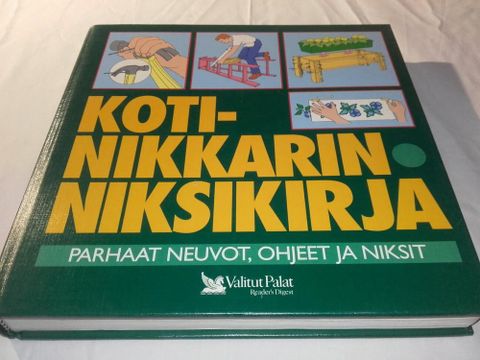 KOTI-
NIKKARIN
NIKSIKIRJA
PARHAAT NEUVOT, OHJEET JA NIKSIT
Valitut Palat
Reader's Digest